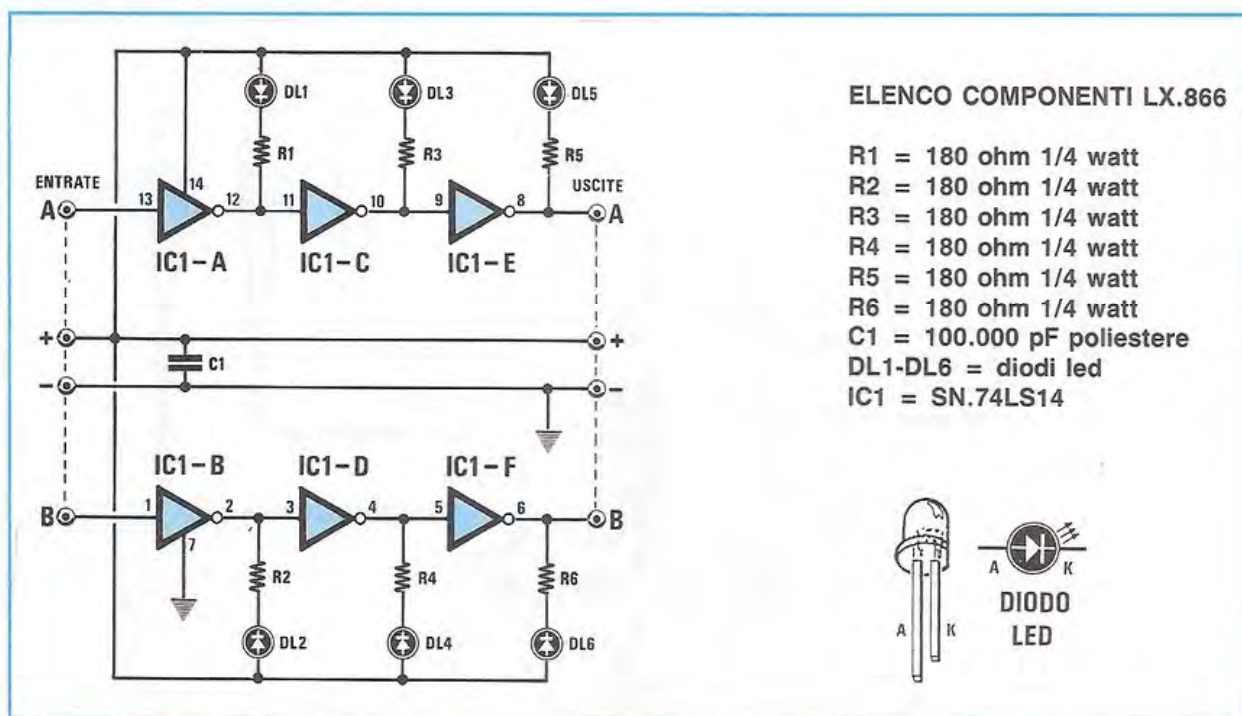 DL1
DL3
DL5
R1
R3
R5
ENTRATE
USCITE
14
A
13
12
11
10
9
8
A
IC1-A
IC1-C
IC1-E
+
+
C1
-
-
IC1-B
IC1-D
IC1-F
B
1
2
3
4
5
6
B
7
R2
R4
R6
DL2
DL4
DL6
ELENCO COMPONENTI LX.866
R1 = 180 ohm 1/4 watt
R2 = 180 ohm 1/4 watt
R3 = 180 ohm 1/4 watt
R4 = 180 ohm 1/4 watt
R5 = 180 ohm 1/4 watt
R6 = 180 ohm 1/4 watt
C1 = 100.000 pF poliestere
DL1-DL6 = diodi led
IC1 = SN.74LS14
A
K
A
K
DIODO
LED